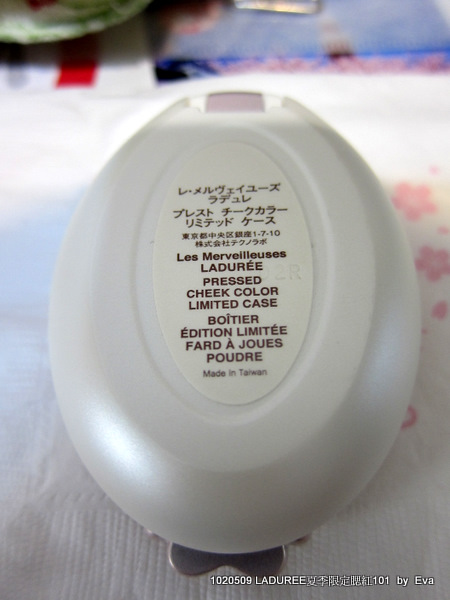 レ・メルヴェイユーズ
ラデュレ
プレスト チークカラー
リミテッド ケース
東京都中央区銀座1-7-10
株式会社テクノラボ
Les Merveilleuses
LADURÉE
PRESSED
CHEEK COLOR
LIMITED CASE
BOÎTIER
ÉDITION LIMITÉE
FARD À JOUES
POUDRE
Made in Taiwan
1020509 LADUREE夏季限定腮紅101 by Eva